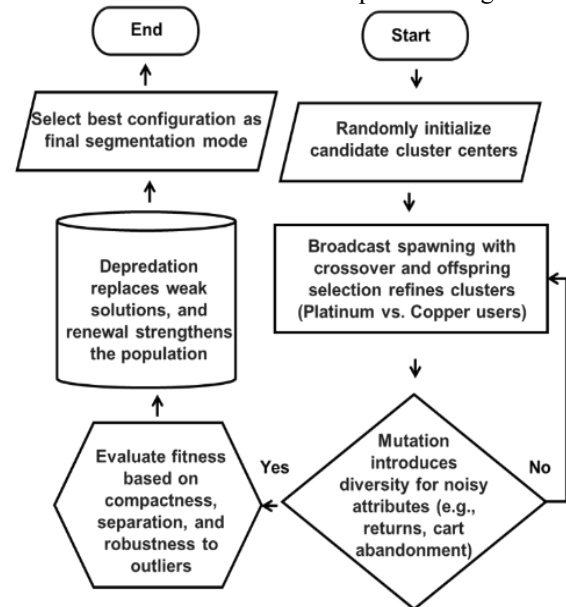 End
Start
Select best configuration as
final segmentation mode
Randomly initialize
candidate cluster centers
Depredation
replaces weak
solutions, and
renewal strengthens
the population
Broadcast spawning with
crossover and offspring
selection refines clusters
(Platinum vs. Copper users)
Evaluate fitness
based on
compactness,
separation, and
robustness to
outliers
Yes
Mutation
introduces
diversity for noisy
attributes (e.g.,
returns, cart
abandonment)
No